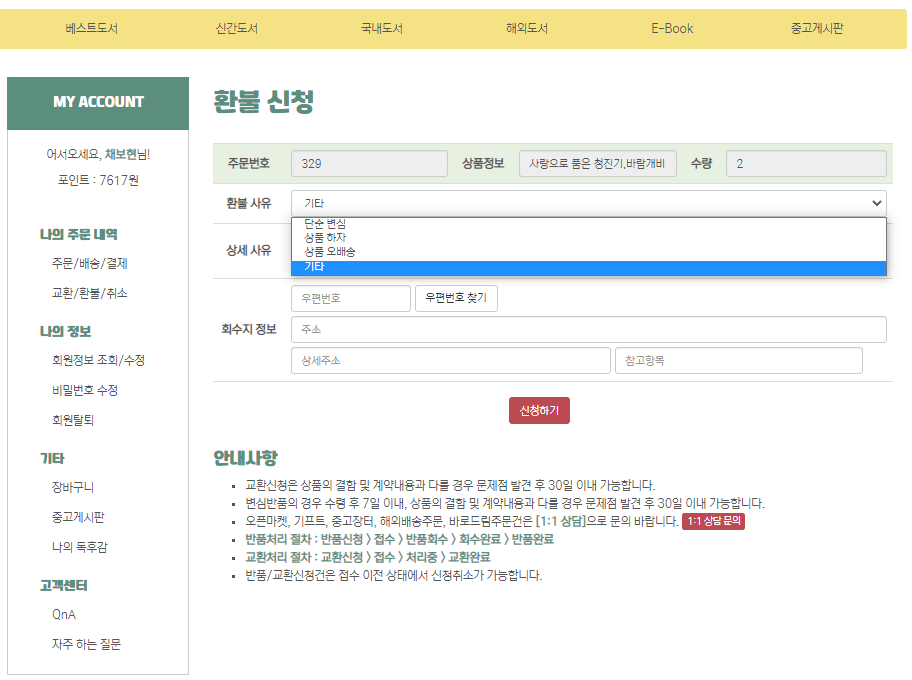 베스트도서 신간도서 국내도서 해외도서 E-Book 중고게시판
MY ACCOUNT
어서오세요, 채보현님!
포인트 : 7617원
나의 주문 내역
주문/배송/결제
교환/환불/취소
나의 정보
회원정보 조회/수정
비밀번호 수정
회원탈퇴
기타
장바구니
중고게시판
나의 독후감
고객센터
QnA
자주 하는 질문
환불 신청
주문번호 329 상품정보 사랑으로 품은 청진기,바람개비 수량 2
환불 사유 기타
단순 변심
상품 하자
상품 오배송
기타
상세 사유
회수지 정보
우편번호 우편번호 찾기
주소
상세주소 참고항목
신청하기
안내사항
교환신청은 상품의 결함 및 계약내용과 다를 경우 문제점 발견 후 30일 이내 가능합니다.
변심반품의 경우 수령 후 7일 이내, 상품의 결함 및 계약내용과 다를 경우 문제점 발견 후 30일 이내 가능합니다.
오픈마켓, 기프트, 중고장터, 해외배송주문, 바로드림주문건은 [1:1 상담]으로 문의 바랍니다. 1:1 상담 문의
반품처리 절차 : 반품신청 > 접수 > 반품회수 > 회수완료 > 반품완료
교환처리 절차 : 교환신청 > 접수 > 처리중 > 교환완료
반품/교환신청건은 접수 이전 상태에서 신청취소가 가능합니다.